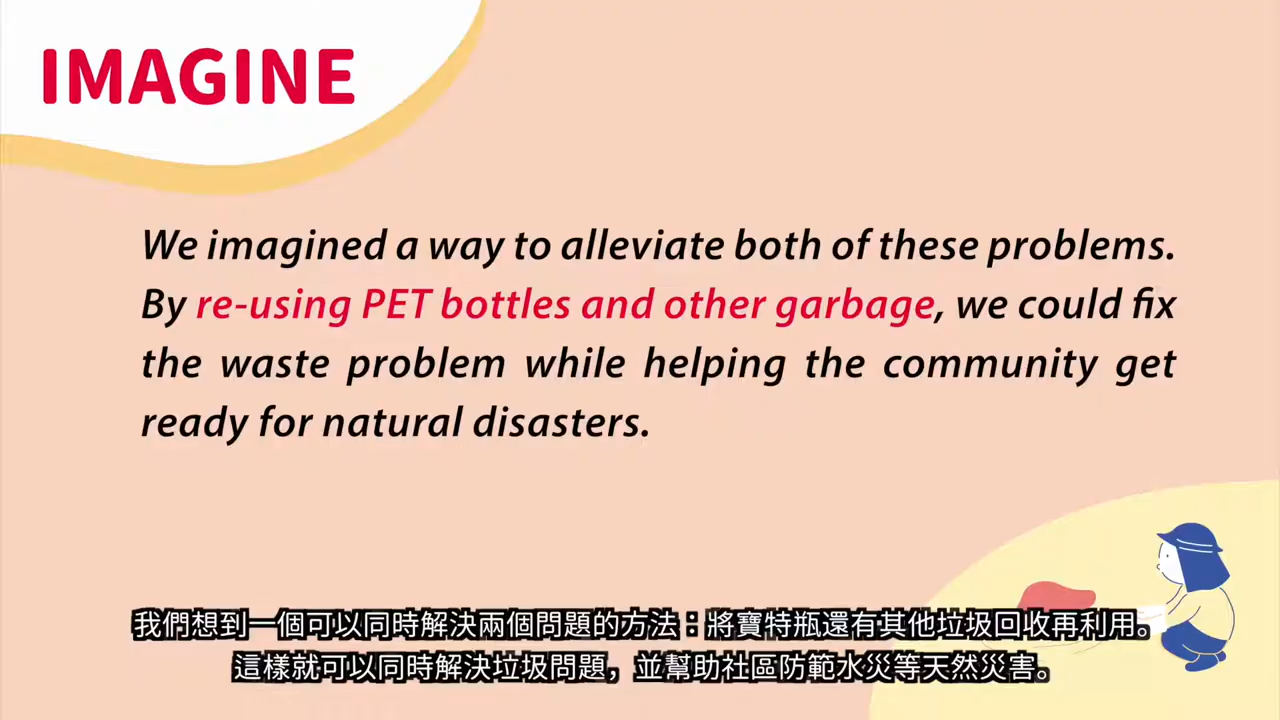 IMAGINE
We imagined a way to alleviate both of these problems.
By re-using PET bottles and other garbage, we could fix
the waste problem while helping the community get
ready for natural disasters.
我們想到一個可以同時解決兩個問題的方法：將寶特瓶還有其他垃圾回收再利用。
這樣就可以同時解決垃圾問題，並幫助社區防範水災等天然災害。